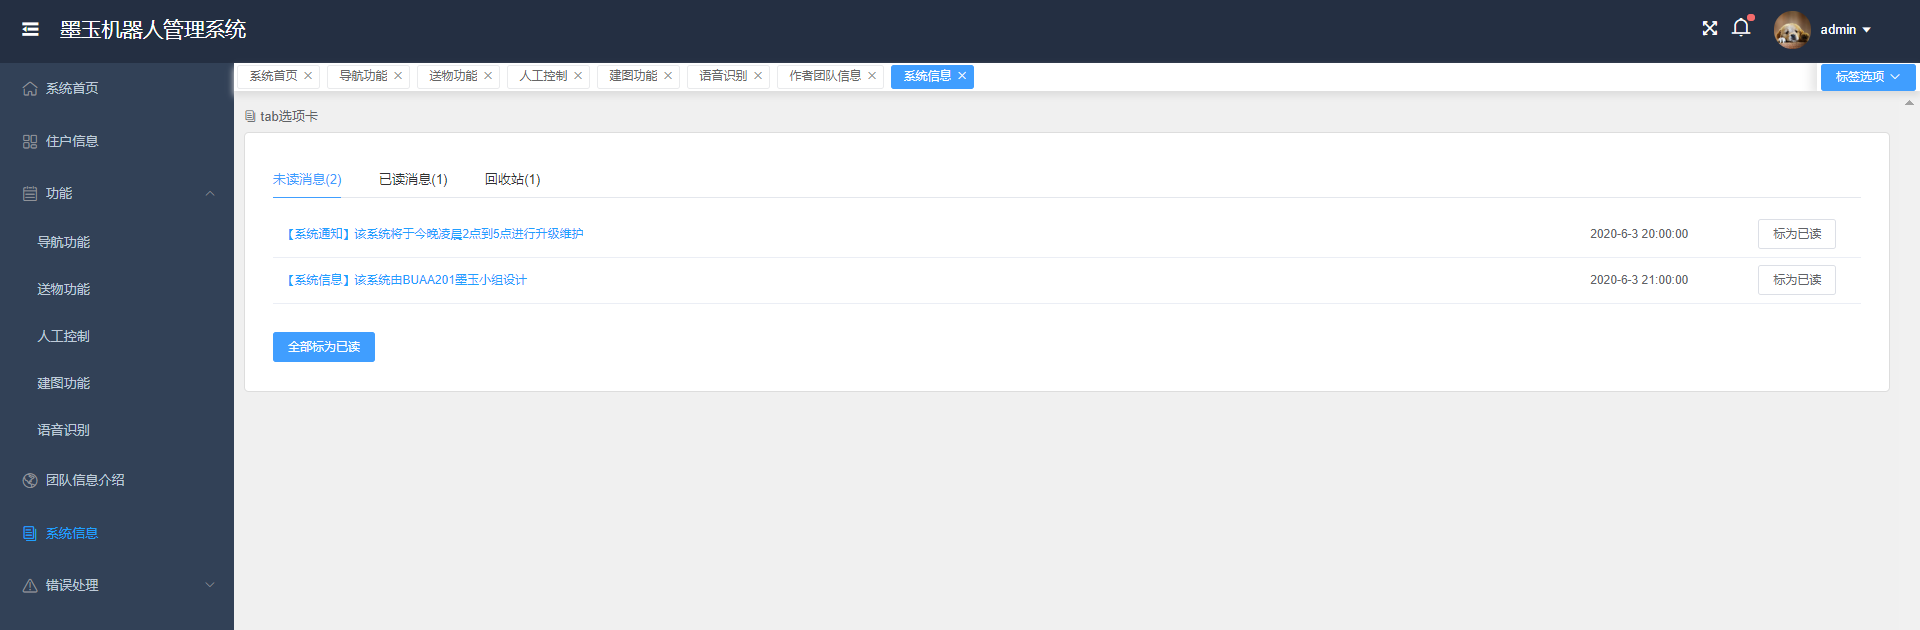 墨玉机器人管理系统
admin
系统首页
住户信息
功能
导航功能
送物功能
人工控制
建图功能
语音识别
团队信息介绍
系统信息
错误处理
系统首页 导航功能 送物功能 人工控制 建图功能 语音识别 作者团队信息 系统信息 标签选项
tab选项卡
未读消息(2) 已读消息(1) 回收站(1)
【系统通知】该系统将于今晚凌晨2点到5点进行升级维护 2020-6-3 20:00:00 标为已读
【系统信息】该系统由BUAA201墨玉小组设计 2020-6-3 21:00:00 标为已读
全部标为已读